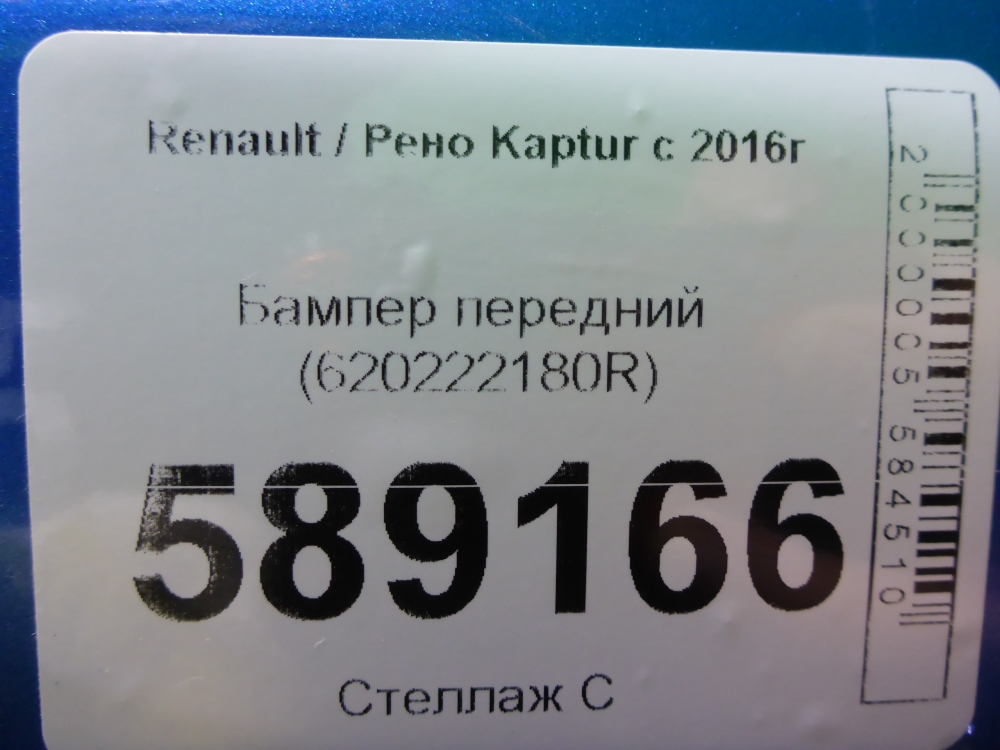 Renault / Рено Kaptur с 2016г
Бампер передний
(620222180R)
589166
Стеллаж С
2000005584510